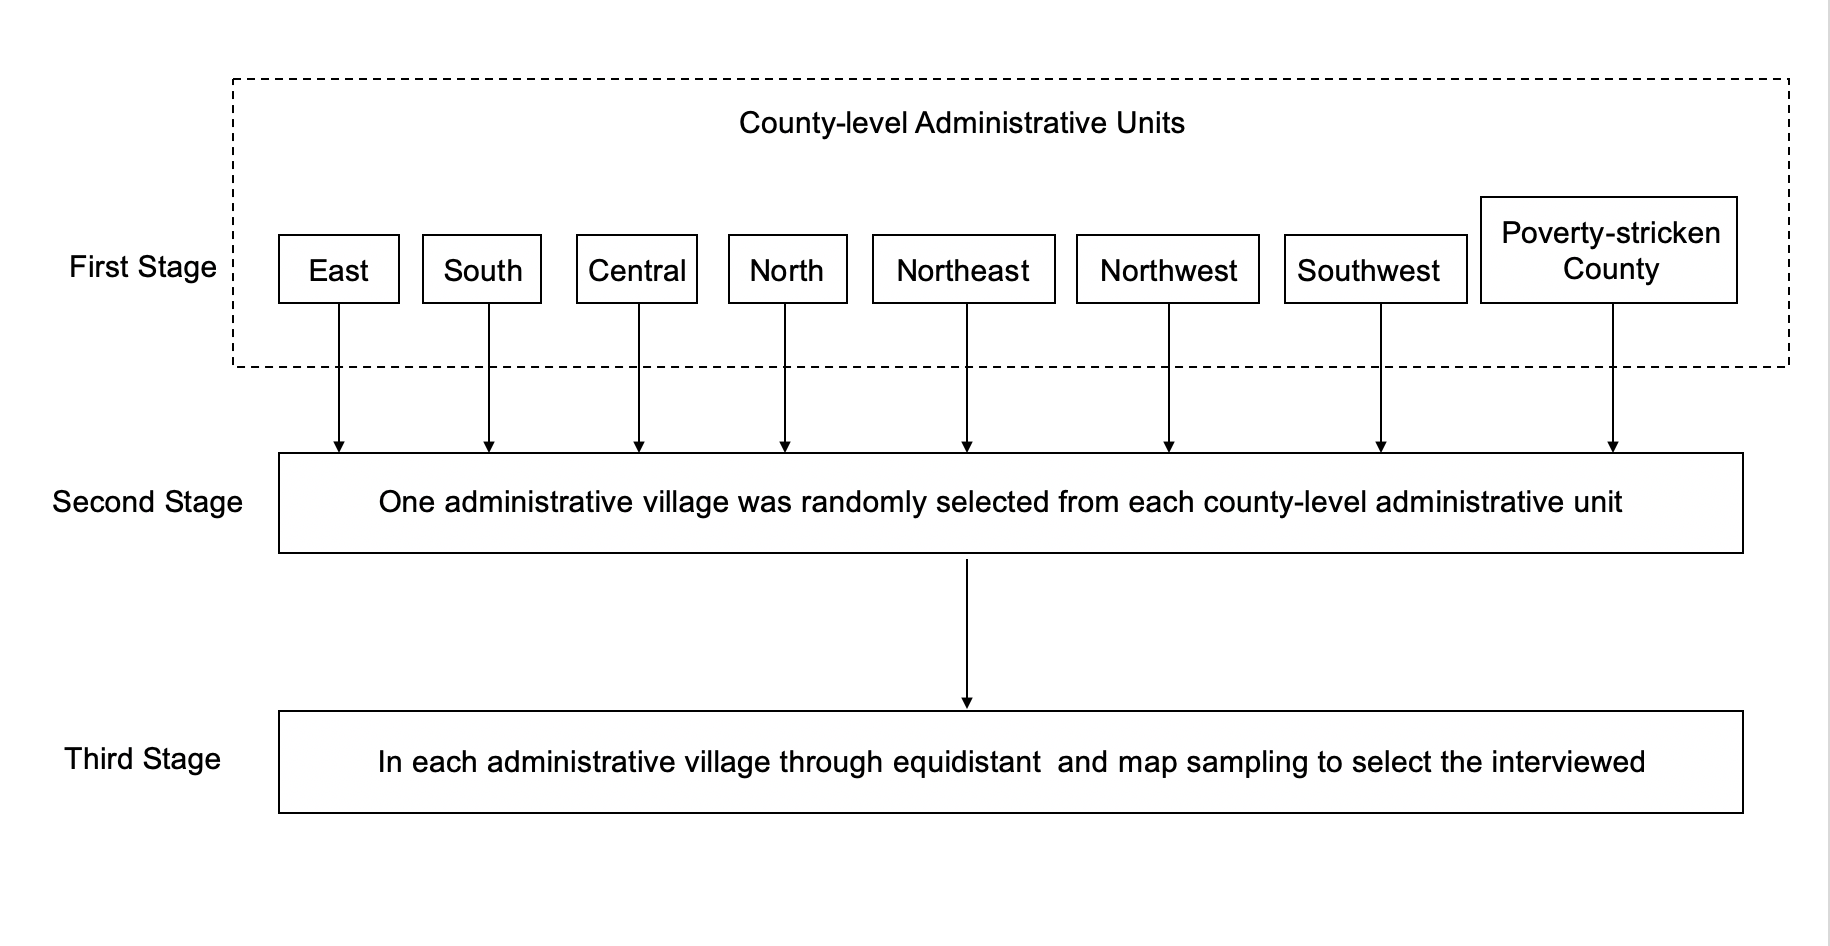 County-level Administrative Units
First Stage
East
South
Central
North
Northeast
Northwest
Southwest
Poverty-stricken
County
Second Stage
One administrative village was randomly selected from each county-level administrative unit
Third Stage
In each administrative village through equidistant  and map sampling to select the interviewed